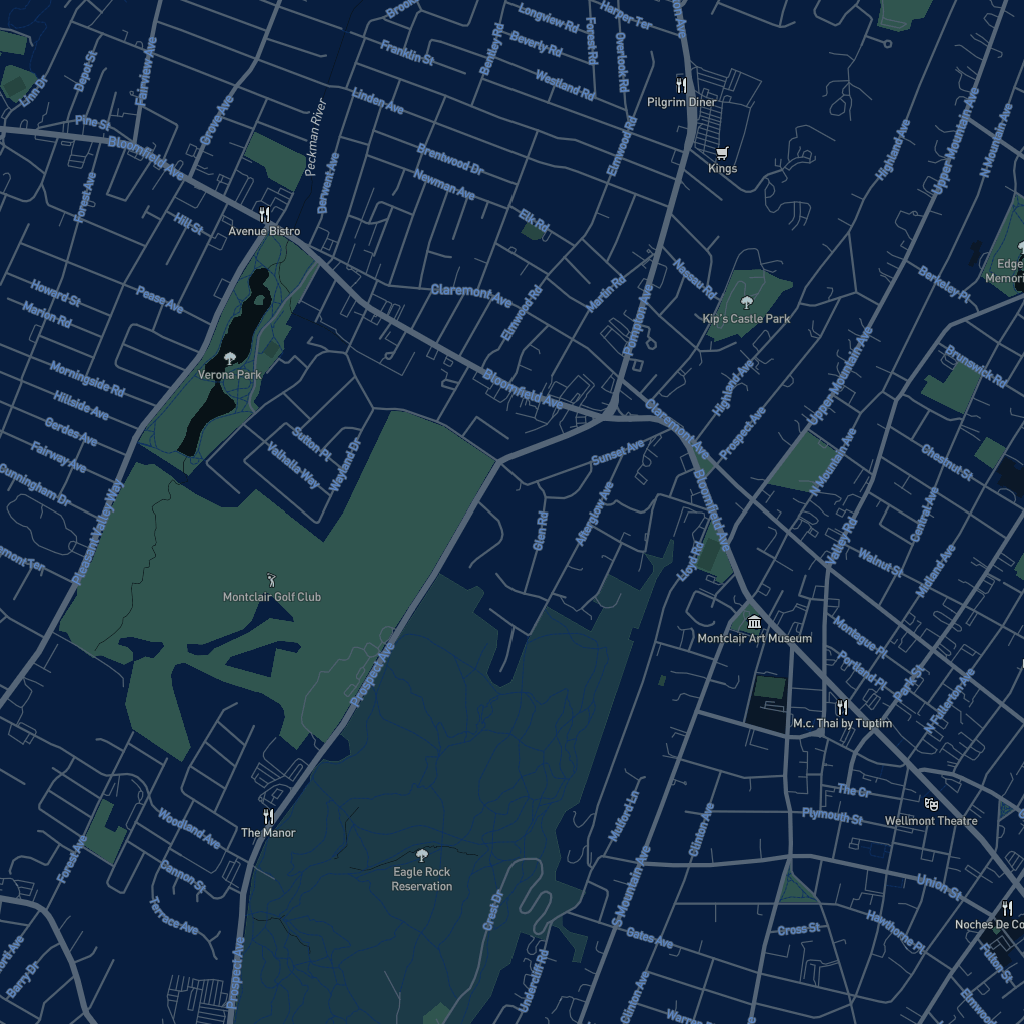 Longview Rd
Harper Ter
Forest Rd
Overlook Rd
Beverly Rd
Franklin St
Westland Rd
Depot St
Fairview Ave
Linn Dr
Pilgrim Diner
Grove Ave
Linden Ave
Pine St
Bloomfield Ave
Peckman River
Elmwood Rd
Kings
Highland Ave
Upper Mountain Ave
N Mountain Ave
Brentwood Dr
Newman Ave
Derwent Ave
Forest Ave
Hill St
Avenue Bistro
Elk Rd
Howard St
Marion Rd
Pease Ave
Claremont Ave
Elmwood Rd
Martin Rd
Nassau Rd
Pompton Ave
Kip's Castle Park
Berkeley Pl
Edge
Memori
Verona Park
Morningside Rd
Hillside Ave
Gerdes Ave
Fairway Ave
Cunningham Dr
Bloomfield Ave
Claremont Ave
Highland Ave
Prospect Ave
Upper Mountain Ave
Brunswick Rd
Sutton Pl
Valhalla Way
Wayland Dr
Sunset Ave
N Mountain Ave
Chestnut St
Pleasant Valley Way
Glen Rd
Afterglow Ave
Bloomfield Ave
Central Ave
emont Ter
Lloyd Rd
Valley Rd
Walnut St
Midland Ave
Montclair Golf Club
Montclair Art Museum
Montague Pl
Portland Pl
Park St
N Fullerton Ave
Prospect Ave
M.c. Thai by Tuptim
The Cr
Plymouth St
Wellmont Theatre
Mulford Ln
Clinton Ave
Woodland Ave
The Manor
Forest Ave
Cannon St
Eagle Rock
Reservation
Terrace Ave
Crest Dr
S Mountain Ave
Union St
Gates Ave
Cross St
Hawthorne Pl
Noches De Co
Fulton St
Barry Dr
Prospect Ave
Undercliff Rd
Clinton Ave
Warren
Elmwoo